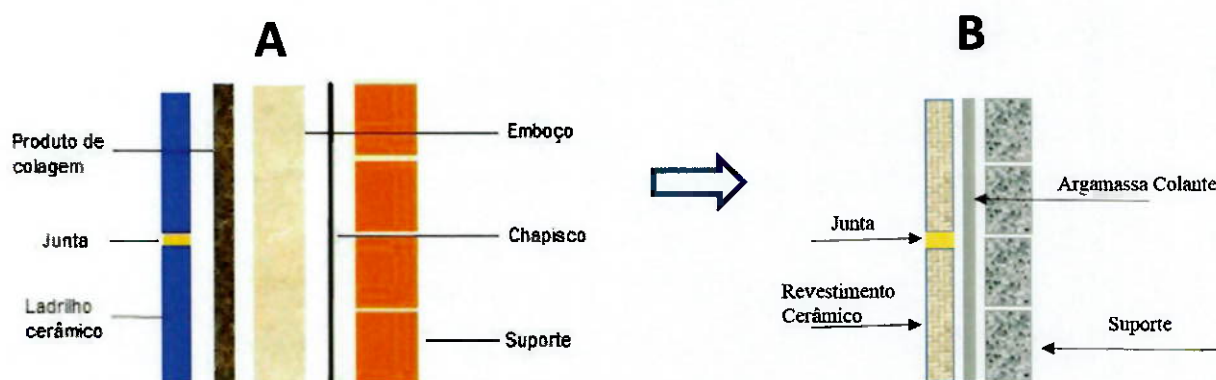 A
B
Produto de
colagem
Emboço
Junta
Chapisco
Ladrilho
cerâmico
Suporte
Argamassa Colante
Junta
Revestimento
Cerâmico
Suporte